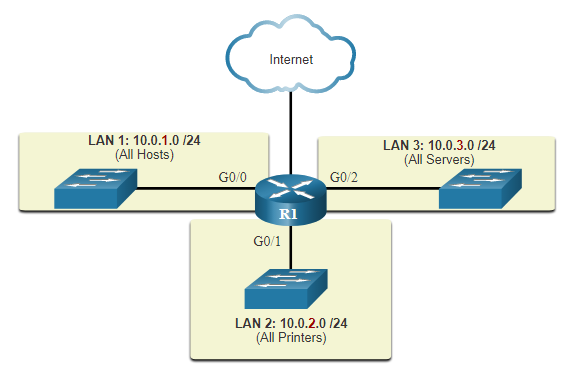 Internet
LAN 1: 10.0.1.0 /24
(All Hosts)
LAN 3: 10.0.3.0 /24
(All Servers)
G0/0
G0/2
R1
G0/1
LAN 2: 10.0.2.0 /24
(All Printers)